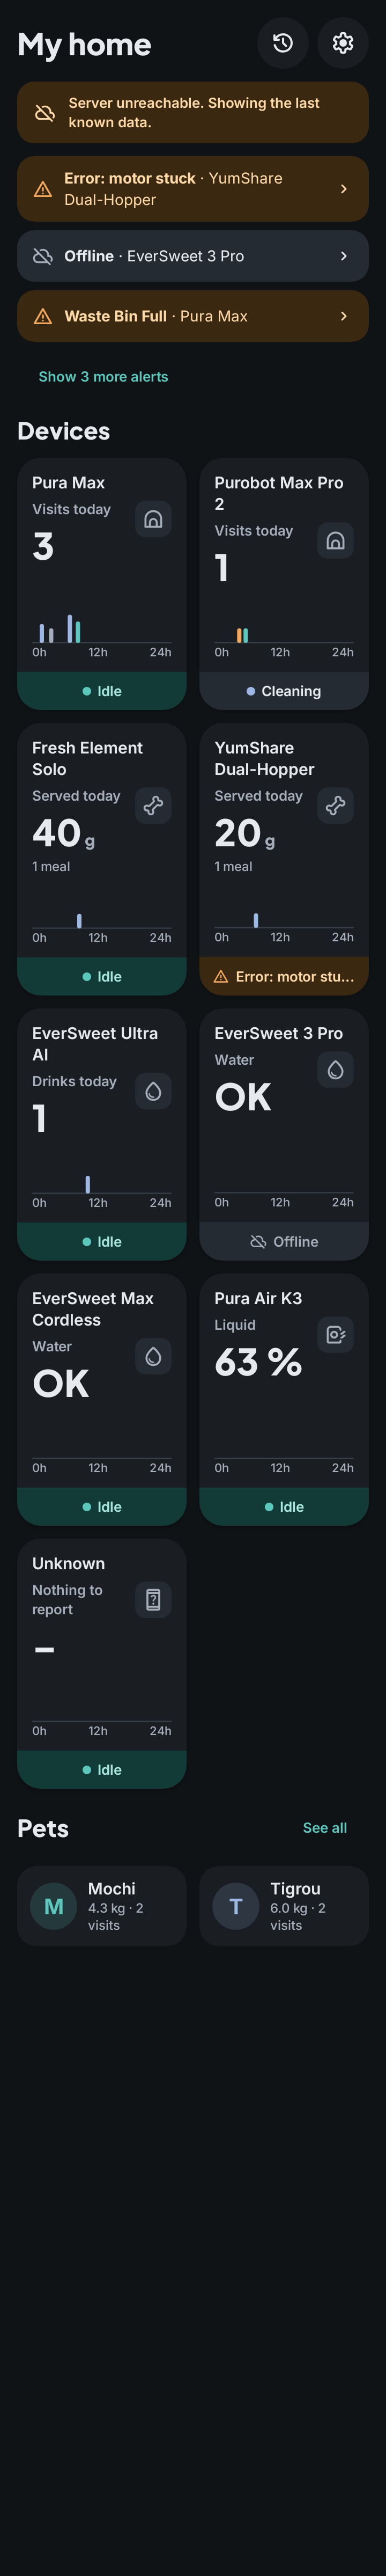 My home
Server unreachable. Showing the last
known data.
Error: motor stuck · YumShare
Dual-Hopper
Offline · EverSweet 3 Pro
Waste Bin Full · Pura Max
Show 3 more alerts
Devices
Pura Max
Visits today
3
0h 12h 24h
Idle
Purobot Max Pro
2
Visits today
1
0h 12h 24h
Cleaning
Fresh Element
Solo
Served today
40 g
1 meal
0h 12h 24h
Idle
YumShare
Dual-Hopper
Served today
20 g
1 meal
0h 12h 24h
Error: motor stu...
EverSweet Ultra
AI
Drinks today
1
0h 12h 24h
Idle
EverSweet 3 Pro
Water
OK
0h 12h 24h
Offline
EverSweet Max
Cordless
Water
OK
0h 12h 24h
Idle
Pura Air K3
Liquid
63 %
0h 12h 24h
Idle
Unknown
Nothing to
report
–
0h 12h 24h
Idle
Pets
See all
M
Mochi
4.3 kg · 2
visits
T
Tigrou
6.0 kg · 2
visits